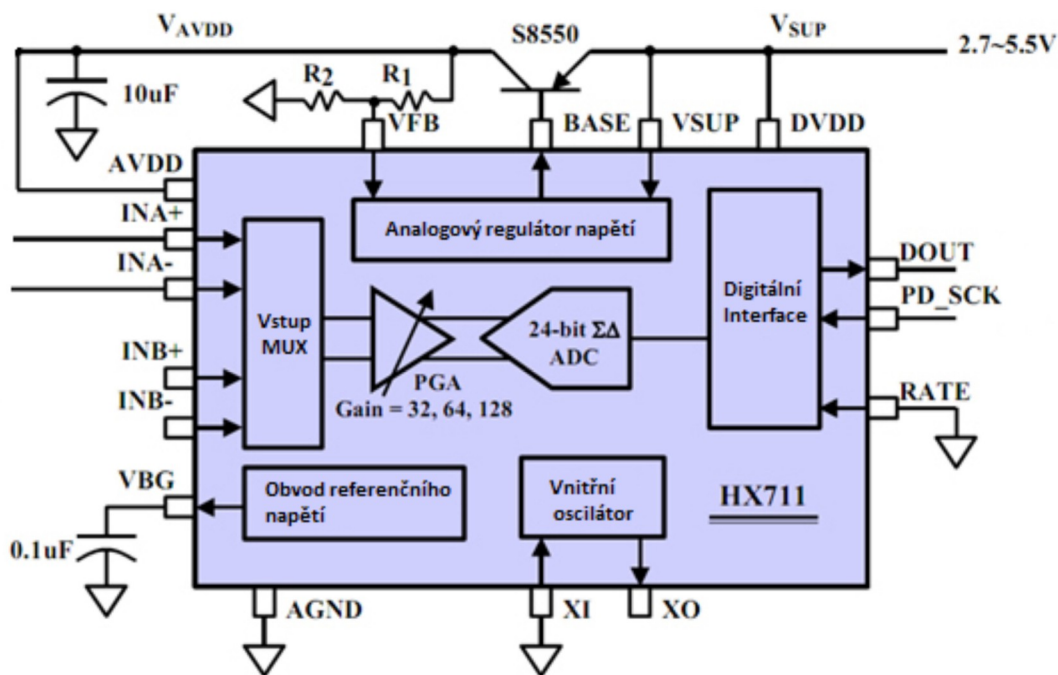 V_AVDD
S8550
V_SUP
2.7~5.5V
10uF
R2
R1
VFB
BASE
VSUP
DVDD
AVDD
INA+
INA-
INB+
INB-
VBG
0.1uF
Analogový regulátor napětí
Vstup
MUX
PGA
Gain = 32, 64, 128
24-bit ΣΔ
ADC
Digitální
Interface
DOUT
PD_SCK
RATE
Obvod referenčního
napětí
Vnitřní
oscilátor
HX711
AGND
XI
XO